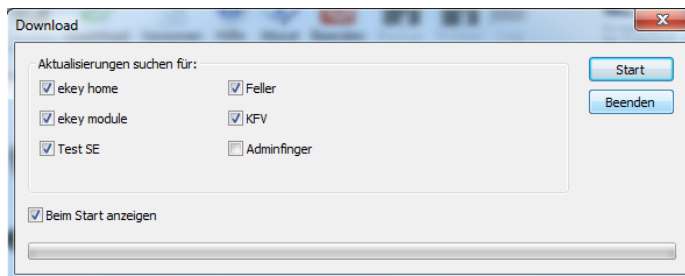 Download
Aktualisierungen suchen für:
ekey home
Feller
ekey module
KFV
Test SE
Adminfinger
Start
Beenden
Beim Start anzeigen